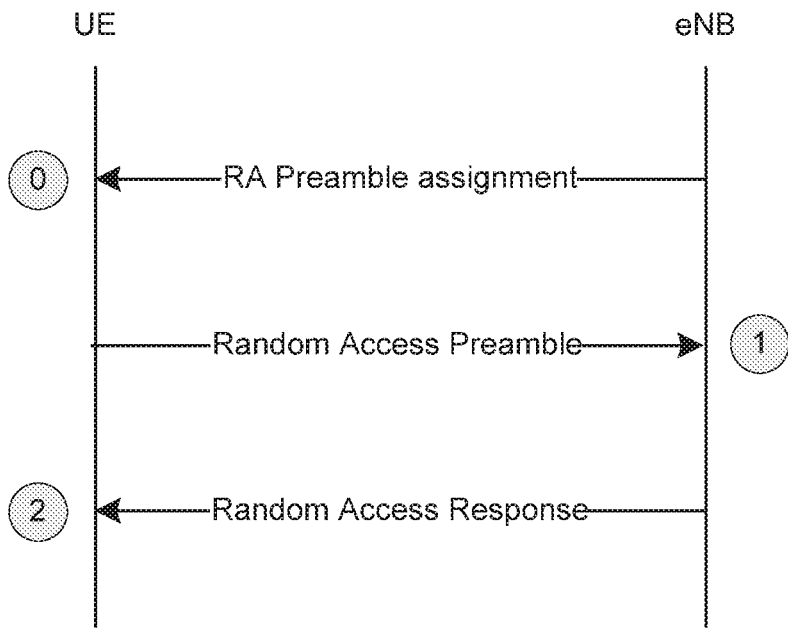 UE
eNB
0
RA Preamble assignment
Random Access Preamble
1
2
Random Access Response